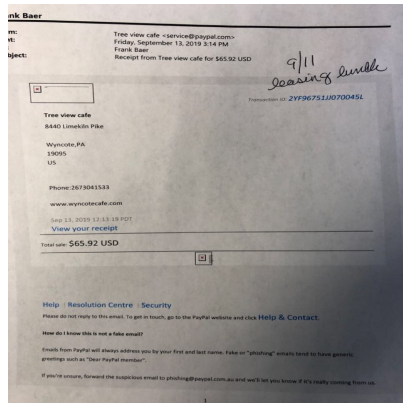 nk Baer
m: Tree view cafe <service@paypal.com>
nt: Friday, September 13, 2019 3:14 PM
Frank Baer
bject: Receipt from Tree view cafe for $65.92 USD
9/11
leasing lunch
Transaction ID: 2YF96751JJ070045L
Tree view cafe
8440 Limekiln Pike
Wyncote,PA
19095
US
Phone:2673041533
www.wyncotecafe.com
Sep 13, 2019 12:13:19 PDT
View your receipt
Total sale: $65.92 USD
Help | Resolution Centre | Security
Please do not reply to this email. To get in touch, go to the PayPal website and click Help & Contact.
How do I know this is not a fake email?
Emails from PayPal will always address you by your first and last name. Fake or "phishing" emails tend to have generic
greetings such as "Dear PayPal member".
If you're unsure, forward the suspicious email to phishing@paypal.com.au and we'll let you know if it's really coming from us.
1